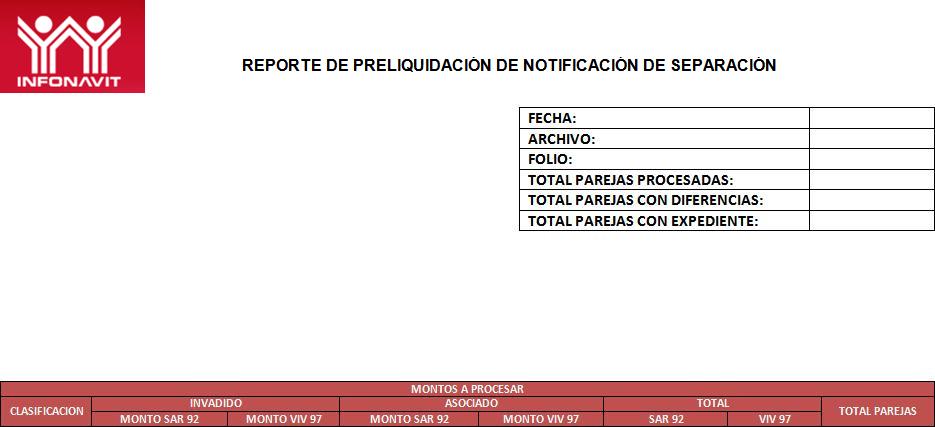 INFONAVIT
REPORTE DE PRELIQUIDACIÓN DE NOTIFICACIÓN DE SEPARACIÓN
FECHA:
ARCHIVO:
FOLIO:
TOTAL PAREJAS PROCESADAS:
TOTAL PAREJAS CON DIFERENCIAS:
TOTAL PAREJAS CON EXPEDIENTE:
MONTOS A PROCESAR
CLASIFICACION INVADIDO ASOCIADO TOTAL TOTAL PAREJAS
MONTO SAR 92 MONTO VIV 97 MONTO SAR 92 MONTO VIV 97 SAR 92 VIV 97